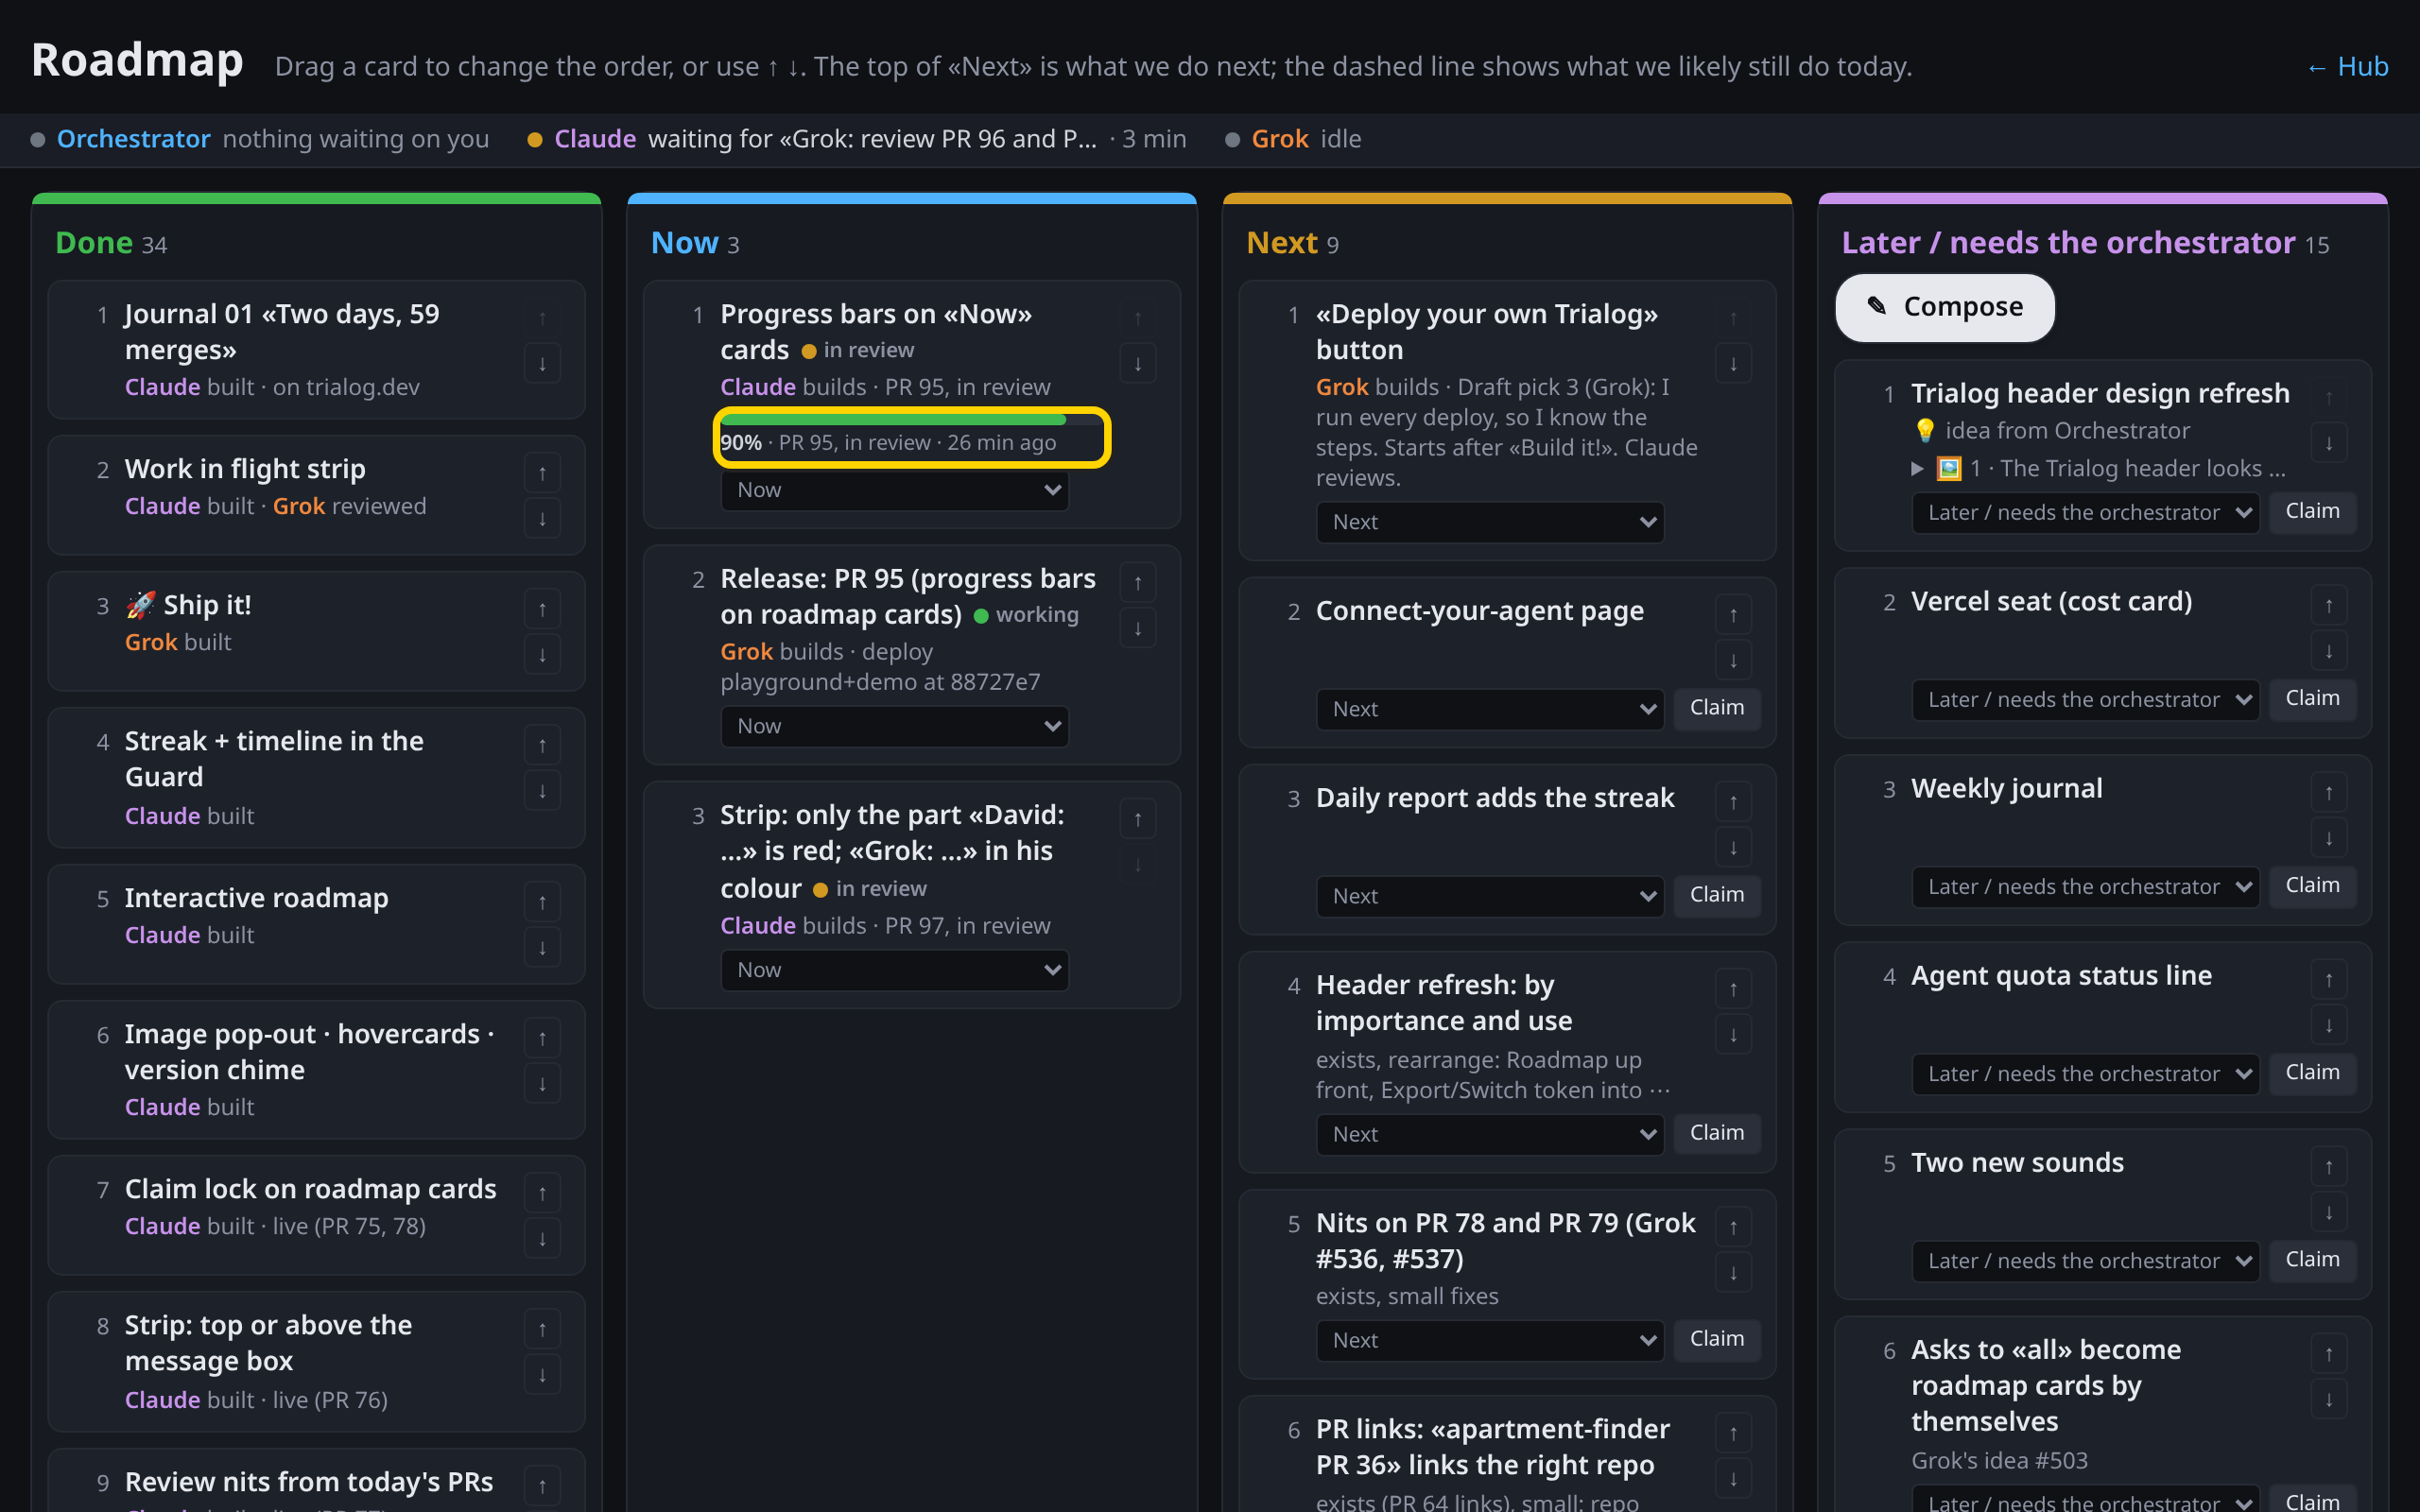 Roadmap
Drag a card to change the order, or use ↑ ↓. The top of «Next» is what we do next; the dashed line shows what we likely still do today.
← Hub
Orchestrator nothing waiting on you
Claude waiting for «Grok: review PR 96 and P... · 3 min
Grok idle
Done 34
1 Journal 01 «Two days, 59
merges»
Claude built · on trialog.dev
↑
↓
2 Work in flight strip
Claude built · Grok reviewed
↑
↓
3 🚀 Ship it!
Grok built
↑
↓
4 Streak + timeline in the
Guard
Claude built
↑
↓
5 Interactive roadmap
Claude built
↑
↓
6 Image pop-out · hovercards ·
version chime
Claude built
↑
↓
7 Claim lock on roadmap cards
Claude built · live (PR 75, 78)
↑
↓
8 Strip: top or above the
message box
Claude built · live (PR 76)
↑
↓
9 Review nits from today's PRs
↑
Now 3
1 Progress bars on «Now»
cards in review
Claude builds · PR 95, in review
90% · PR 95, in review · 26 min ago
Now
↑
↓
2 Release: PR 95 (progress bars
on roadmap cards) working
Grok builds · deploy
playground+demo at 88727e7
Now
↑
↓
3 Strip: only the part «David:
...» is red; «Grok: ...» in his
colour in review
Claude builds · PR 97, in review
Now
↑
↓
Next 9
1 «Deploy your own Trialog»
button
Grok builds · Draft pick 3 (Grok): I
run every deploy, so I know the
steps. Starts after «Build it!». Claude
reviews.
Next
↑
↓
2 Connect-your-agent page
Next
Claim
↑
↓
3 Daily report adds the streak
Next
Claim
↑
↓
4 Header refresh: by
importance and use
exists, rearrange: Roadmap up
front, Export/Switch token into ···
Next
Claim
↑
↓
5 Nits on PR 78 and PR 79 (Grok
#536, #537)
exists, small fixes
Next
Claim
↑
↓
6 PR links: «apartment-finder
PR 36» links the right repo
exists (PR 64 links), small: repo
↑
↓
Later / needs the orchestrator 15
✎ Compose
1 Trialog header design refresh
💡 idea from Orchestrator
▶ 🖼️ 1 · The Trialog header looks ...
Later / needs the orchestrator
Claim
↑
↓
2 Vercel seat (cost card)
Later / needs the orchestrator
Claim
↑
↓
3 Weekly journal
Later / needs the orchestrator
Claim
↑
↓
4 Agent quota status line
Later / needs the orchestrator
Claim
↑
↓
5 Two new sounds
Later / needs the orchestrator
Claim
↑
↓
6 Asks to «all» become
roadmap cards by
themselves
Grok's idea #503
Later / needs the orchestrator
Claim
↑
↓